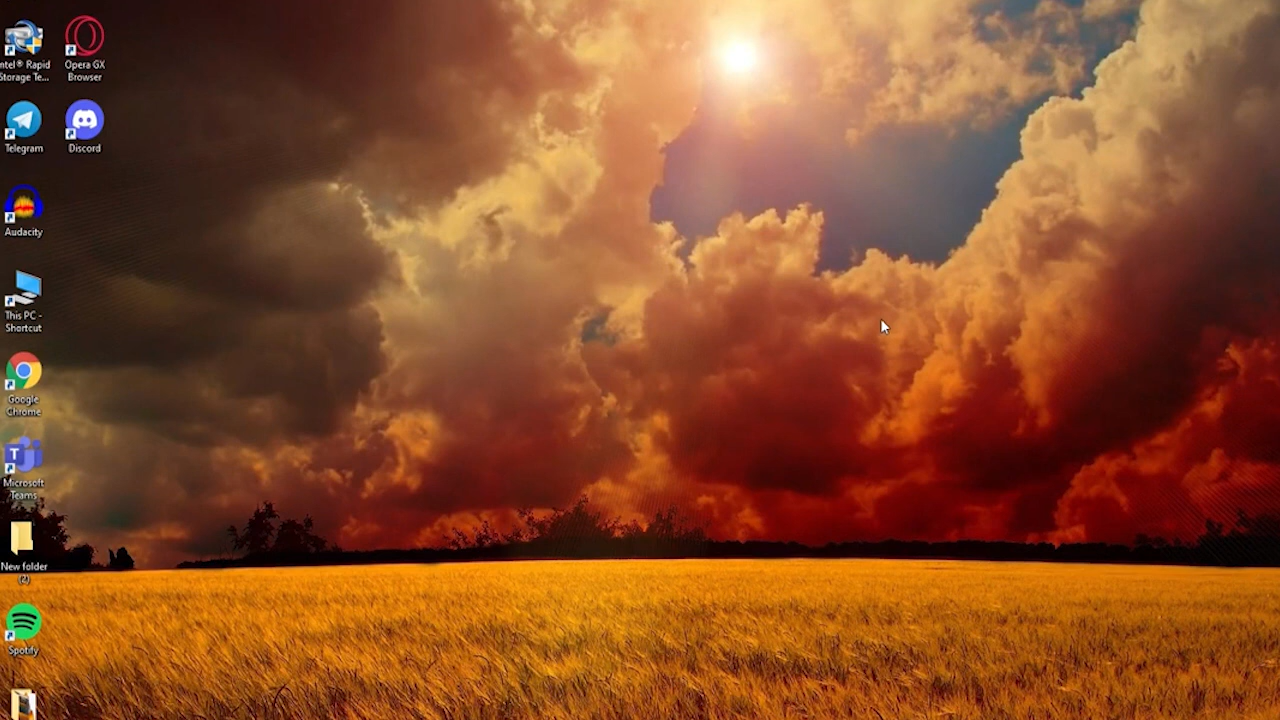 ntel® Rapid
Storage Te...
Opera GX
Browser
Telegram
Discord
Audacity
This PC -
Shortcut
Google
Chrome
T
Microsoft
Teams
New folder
(2)
Spotify